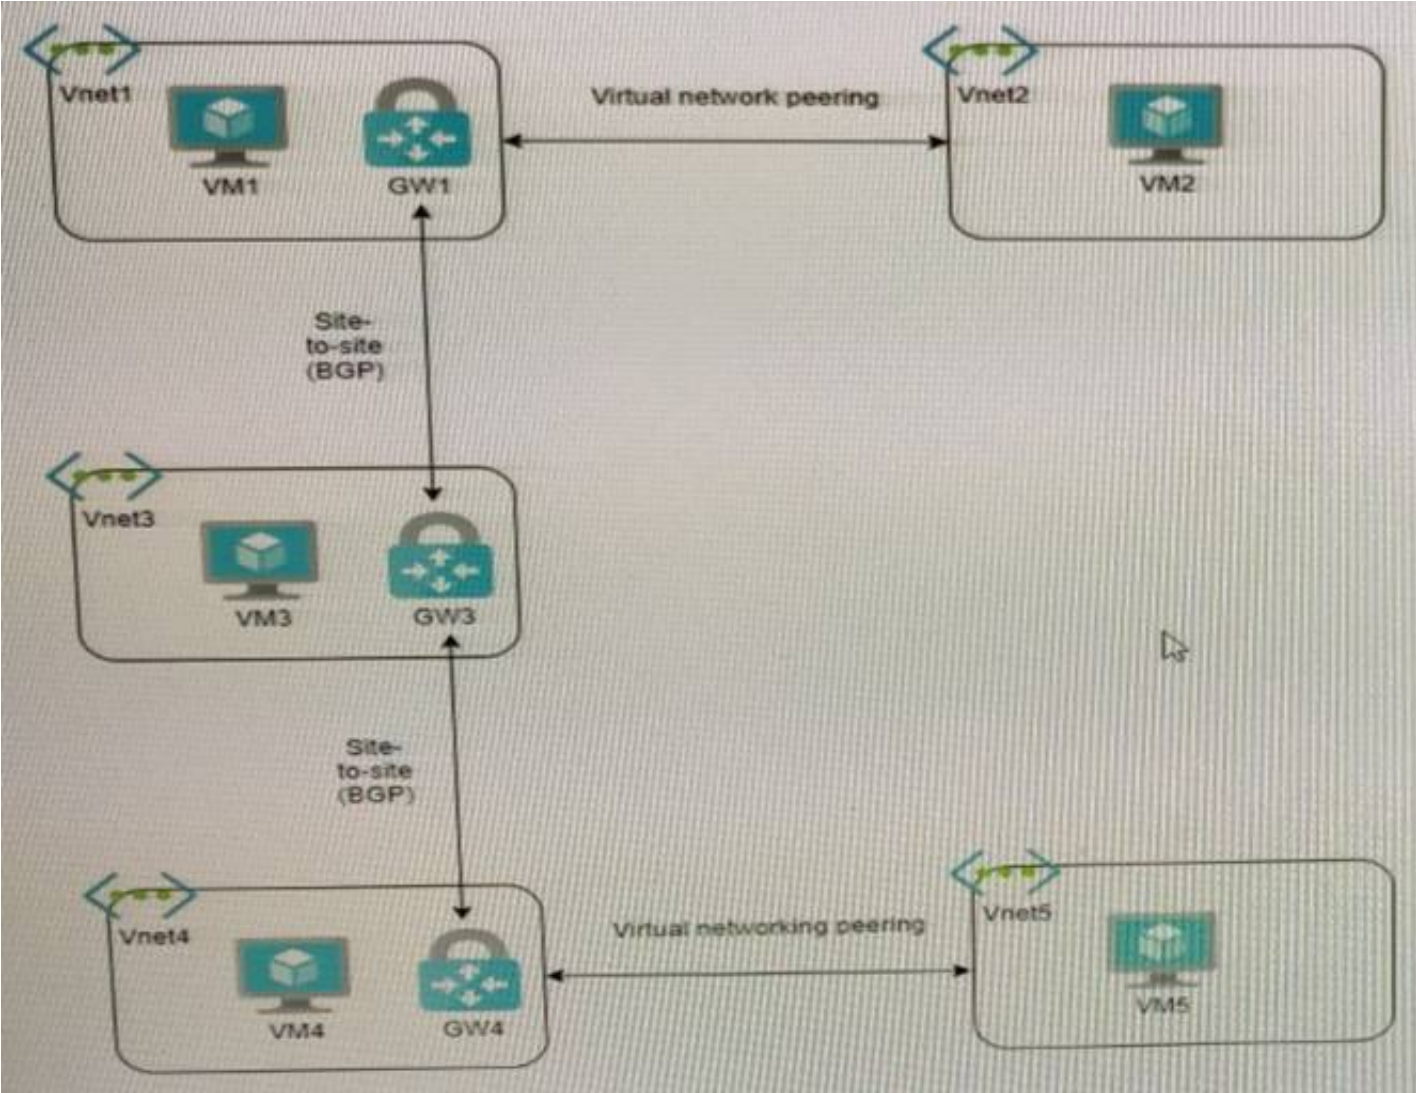 Vnet1
VM1
GW1
Virtual network peering
Vnet2
VM2
Site-
to-site
(BGP)
Vnet3
VM3
GW3
Site-
to-site
(BGP)
Vnet4
VM4
GW4
Virtual networking peering
Vnet5
VM5